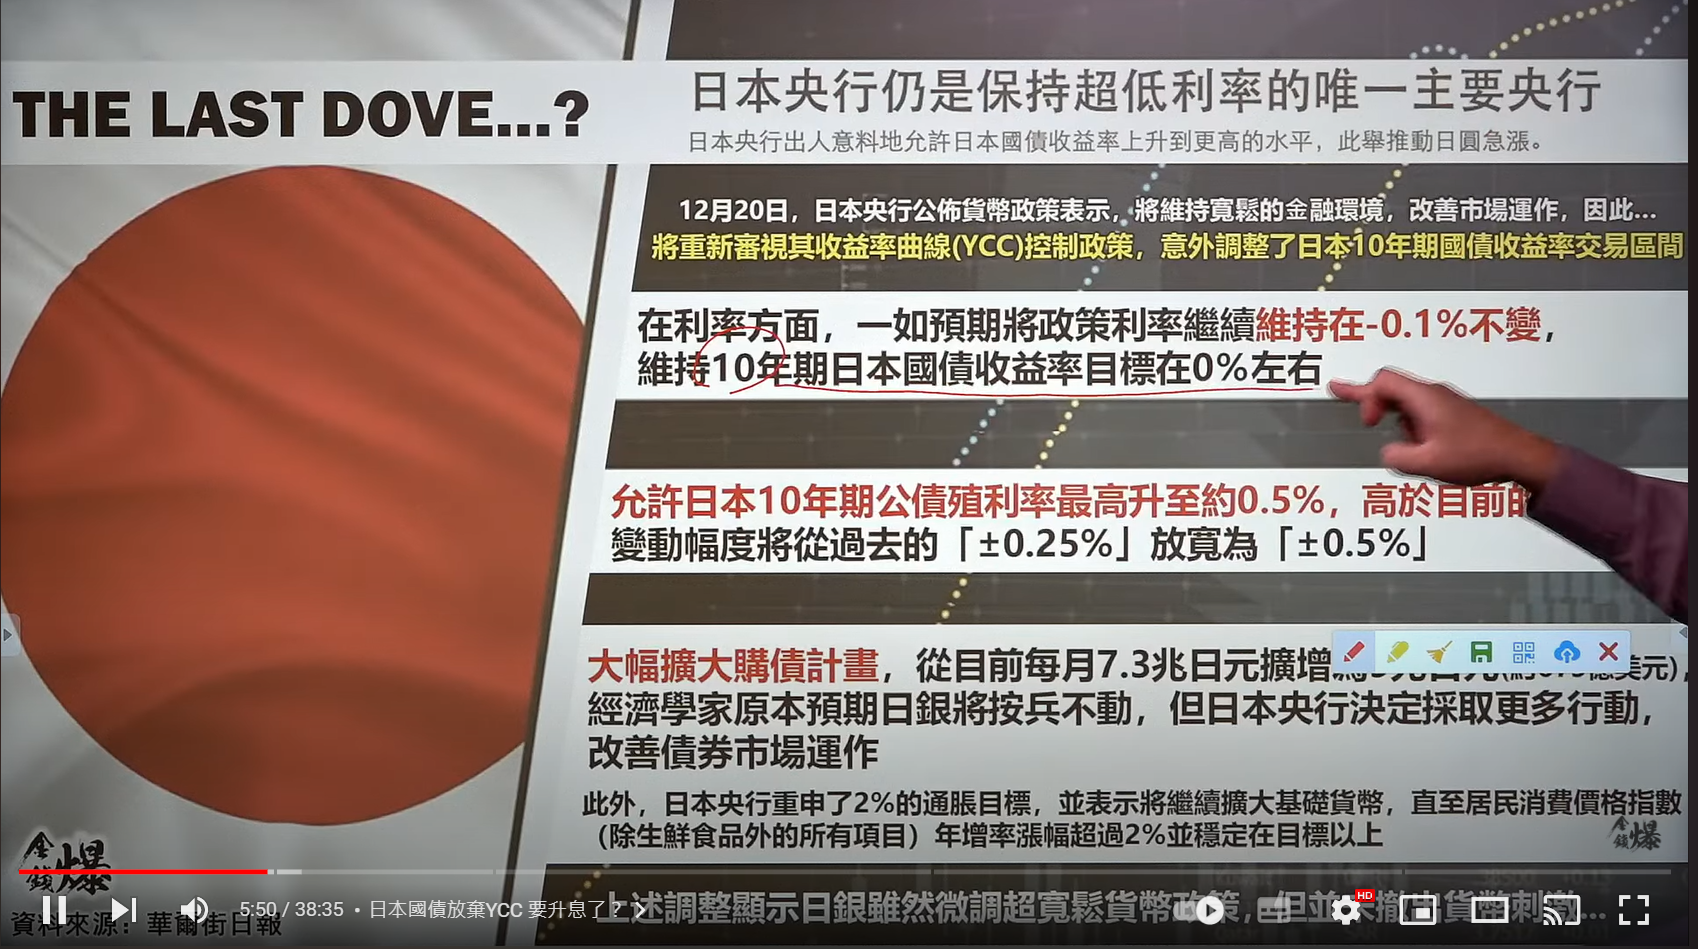 THE LAST DOVE...?
日本央行仍是保持超低利率的唯一主要央行
日本央行出人意料地允許日本國債收益率上升到更高的水平，此舉推動日圓急漲。
12月20日，日本央行公佈貨幣政策表示，將維持寬鬆的金融環境，改善市場運作，因此...
將重新審視其收益率曲線(YCC)控制政策，意外調整了日本10年期國債收益率交易區間
在利率方面，一如預期將政策利率繼續維持在-0.1%不變，
維持10年期日本國債收益率目標在0%左右
允許日本10年期公債殖利率最高升至約0.5%，高於目前的
變動幅度將從過去的「±0.25%」放寬為「±0.5%」
大幅擴大購債計畫，從目前每月7.3兆日元擴增
美元)，
經濟學家原本預期日銀將按兵不動，但日本央行決定採取更多行動，
改善債券市場運作
此外，日本央行重申了2%的通脹目標，並表示將繼續擴大基礎貨幣，直至居民消費價格指數
（除生鮮食品外的所有項目）年增率漲幅超過2%並穩定在目標以上
金錢爆
金錢爆
上述調整顯示日銀雖然微調超寬鬆貨幣政策，但並未撤出貨幣刺激...
5:50 / 38:35 • 日本國債放棄YCC 要升息了？
HD
資料來源：華爾街日報